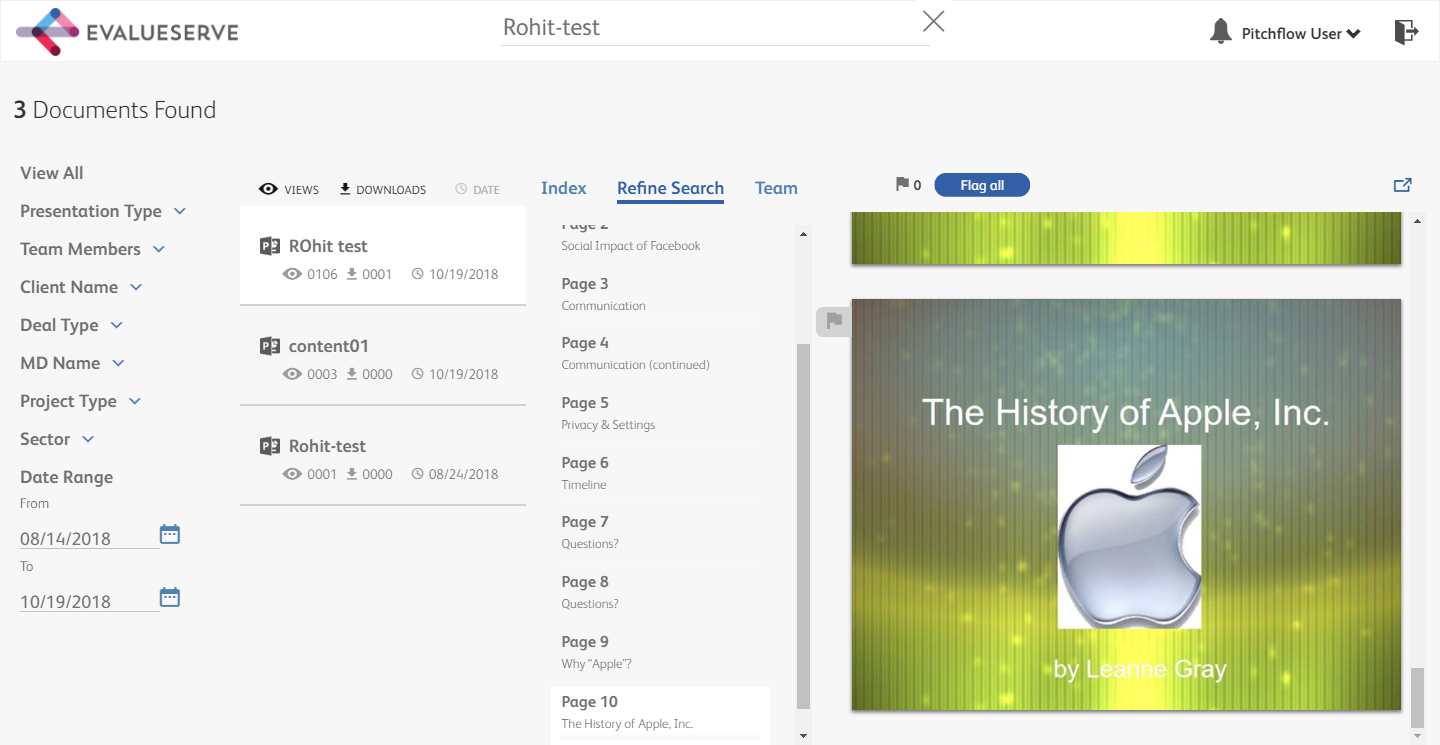 EVALUESERVE
Rohit-test
Pitchflow User
3 Documents Found
View All
Presentation Type
Team Members
Client Name
Deal Type
MD Name
Project Type
Sector
Date Range
From
08/14/2018
To
10/19/2018
VIEWS DOWNLOADS DATE
ROhit test
0106 0001 10/19/2018
content01
0003 0000 10/19/2018
Rohit-test
0001 0000 08/24/2018
Index Refine Search Team
Page 2
Social Impact of Facebook
Page 3
Communication
Page 4
Communication (continued)
Page 5
Privacy & Settings
Page 6
Timeline
Page 7
Questions?
Page 8
Questions?
Page 9
Why “Apple”?
Page 10
The History of Apple, Inc.
0 Flag all
The History of Apple, Inc.
by Leanne Gray